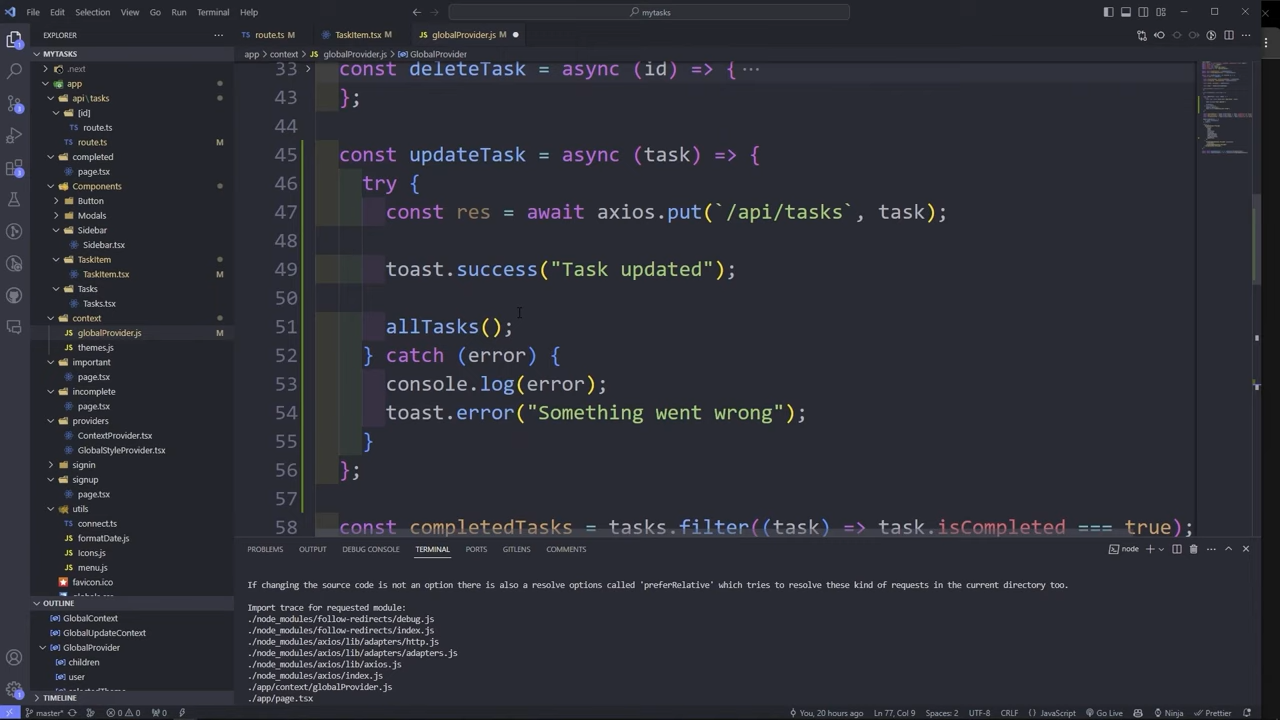 File Edit Selection View Go Run Terminal Help
mytasks
EXPLORER
route.ts M
TaskItem.tsx M
globalProvider.js M
MYTASKS
app > context > globalProvider.js > GlobalProvider
.next
app
api\tasks
[id]
route.ts
route.ts M
completed
page.tsx
Components
Button
Modals
Sidebar
Sidebar.tsx
TaskItem
TaskItem.tsx M
Tasks
Tasks.tsx
context
globalProvider.js M
themes.js
important
page.tsx
incomplete
page.tsx
providers
ContextProvider.tsx
GlobalStyleProvider.tsx
signin
signup
page.tsx
utils
connect.ts
formatDate.js
Icons.js
menu.js
favicon.ico
OUTLINE
GlobalContext
GlobalUpdateContext
GlobalProvider
children
user
TIMELINE
33 const deleteTask = async (id) => { ...
43 };
44
45 const updateTask = async (task) => {
46 try {
47 const res = await axios.put(`/api/tasks`, task);
48
49 toast.success("Task updated");
50
51 allTasks();
52 } catch (error) {
53 console.log(error);
54 toast.error("Something went wrong");
55 }
56 };
57
58 const completedTasks = tasks.filter((task) => task.isCompleted === true);
PROBLEMS OUTPUT DEBUG CONSOLE TERMINAL PORTS GITLENS COMMENTS
node
If changing the source code is not an option there is also a resolve options called 'preferRelative' which tries to resolve these kind of requests in the current directory too.
Import trace for requested module:
./node_modules/follow-redirects/debug.js
./node_modules/follow-redirects/index.js
./node_modules/axios/lib/adapters/http.js
./node_modules/axios/lib/adapters/adapters.js
./node_modules/axios/lib/axios.js
./node_modules/axios/index.js
./app/context/globalProvider.js
./app/page.tsx
master* 0 0 0 You, 20 hours ago Ln 77, Col 9 Spaces: 2 UTF-8 CRLF JavaScript Go Live Ninja Prettier